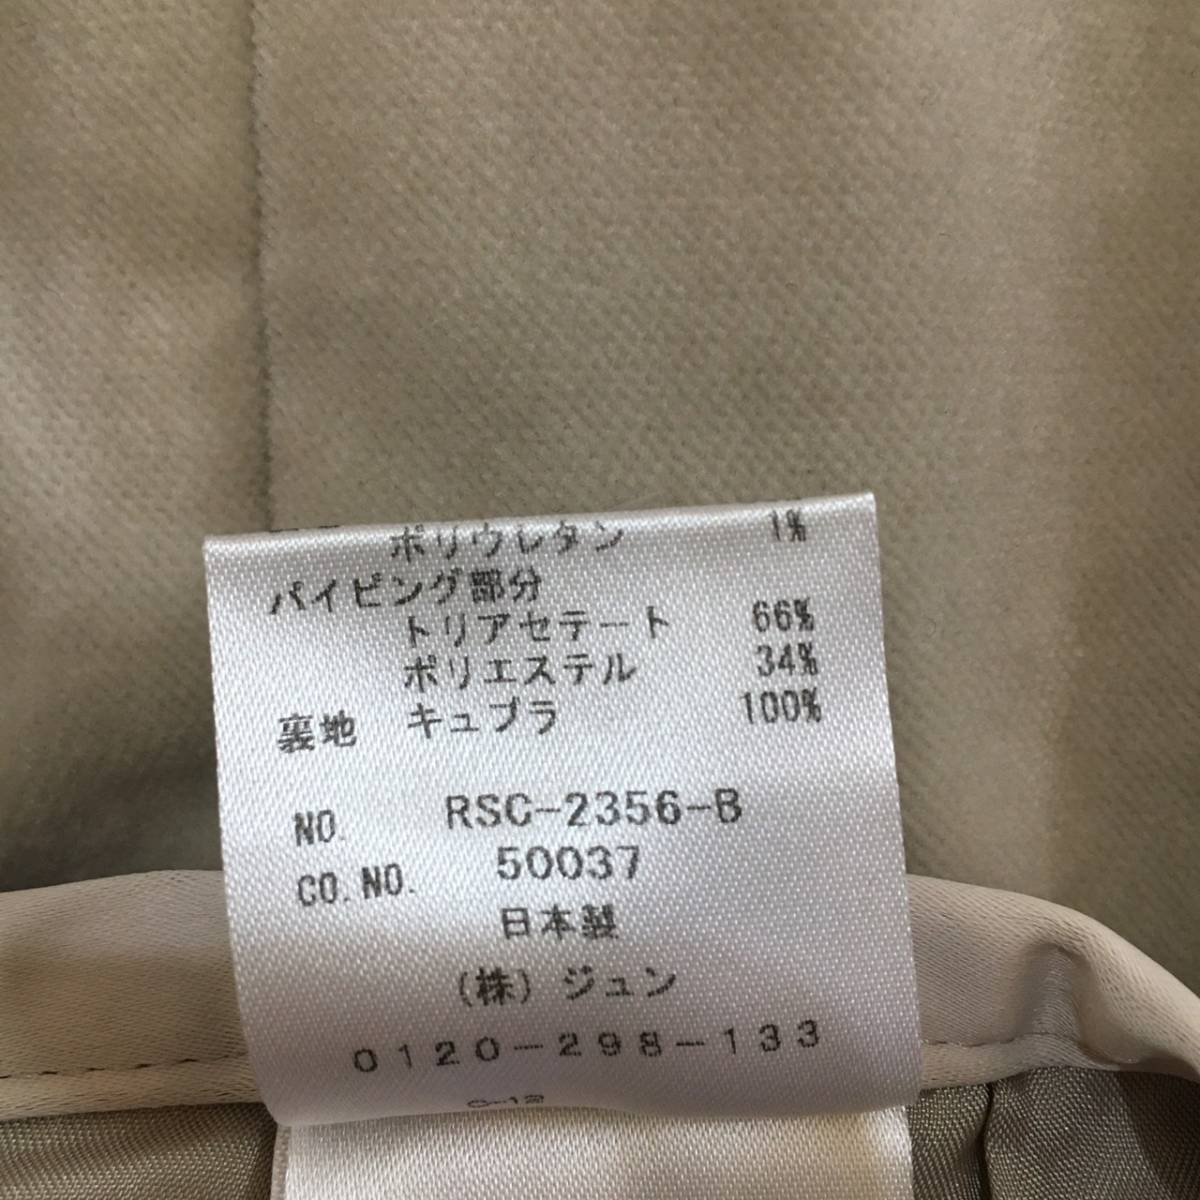 ポリウレタン 1%
パイピング部分
トリアセテート 66%
ポリエステル 34%
裏地 キュプラ 100%
NO. RSC-2356-B
CO.NO. 50037
日本製
(株)ジュン
0120-298-133